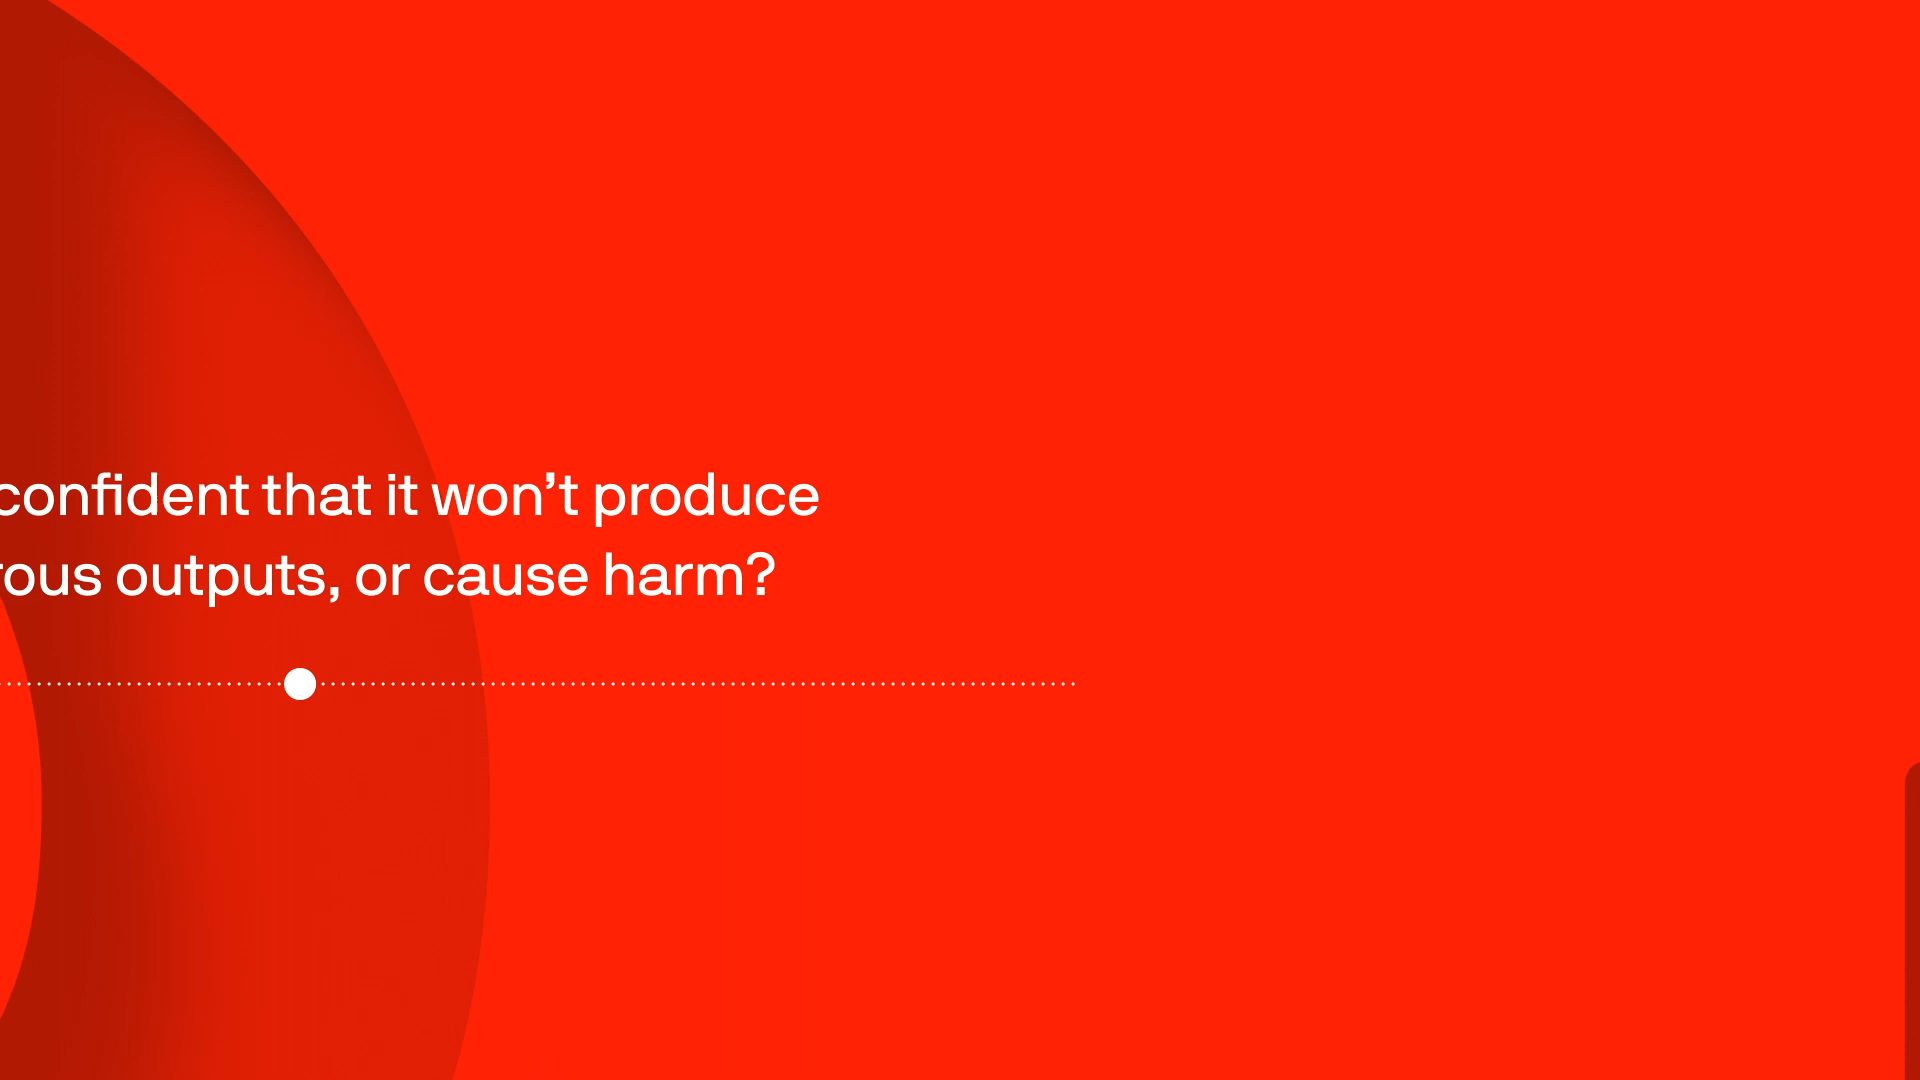 confident that it won’t produce
rous outputs, or cause harm?